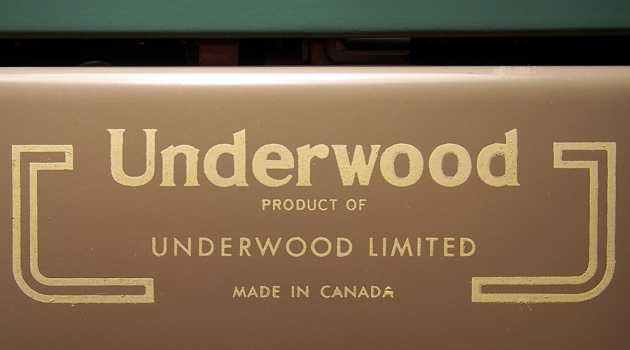 Underwood
PRODUCT OF
UNDERWOOD LIMITED
MADE IN CANADA